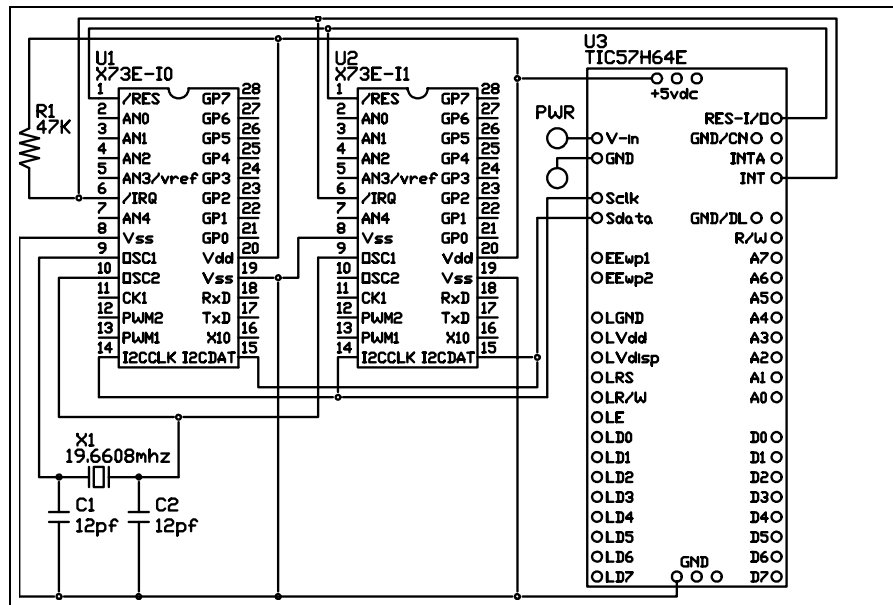 U1
X73E-I0
1 /RES GP7 28
2 AN0 GP6 27
3 AN1 GP5 26
4 AN2 GP4 25
5 AN3/vref GP3 24
6 /IRQ GP2 23
7 AN4 GP1 22
8 Vss GP0 21
9 OSC1 Vdd 20
10 OSC2 Vss 19
11 CK1 RxD 18
12 PWM2 TxD 17
13 PWM1 X10 16
14 I2CCLK I2CDAT 15
R1
47K
U2
X73E-I1
1 /RES GP7 28
2 AN0 GP6 27
3 AN1 GP5 26
4 AN2 GP4 25
5 AN3/vref GP3 24
6 /IRQ GP2 23
7 AN4 GP1 22
8 Vss GP0 21
9 OSC1 Vdd 20
10 OSC2 Vss 19
11 CK1 RxD 18
12 PWM2 TxD 17
13 PWM1 X10 16
14 I2CCLK I2CDAT 15
X1
19.6608mhz
C1
12pf
C2
12pf
PWR
U3
TIC57H64E
+5vdc
RES-I/O
V-in GND/CN
GND INTA
INT
Sclk
Sdata GND/DL
R/W
EEwp1 A7
EEwp2 A6
A5
LGND A4
LVdd A3
LVdisp A2
LRS A1
LR/W A0
LE
LD0 D0
LD1 D1
LD2 D2
LD3 D3
LD4 D4
LD5 D5
LD6 D6
GND
LD7 D7